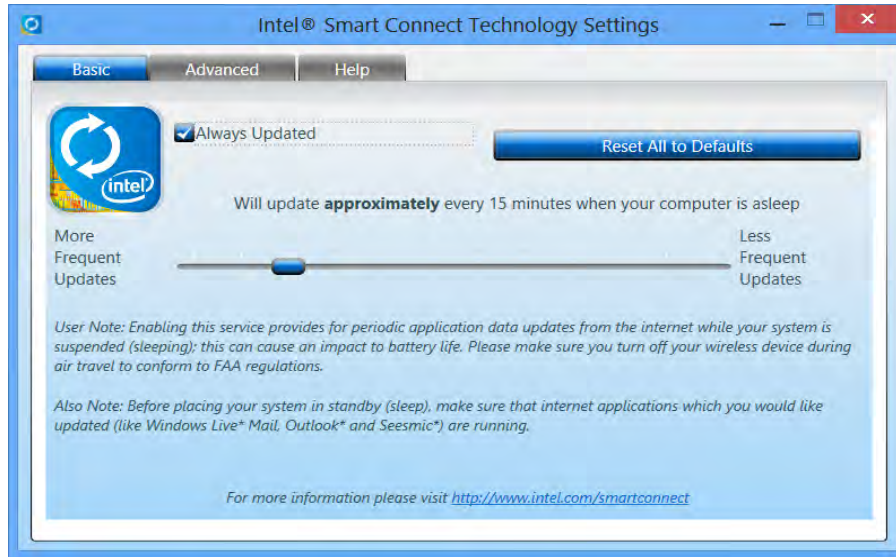 Intel® Smart Connect Technology Settings
Basic Advanced Help
Always Updated
Reset All to Defaults
intel
Will update approximately every 15 minutes when your computer is asleep
More
Frequent
Updates
Less
Frequent
Updates
User Note: Enabling this service provides for periodic application data updates from the internet while your system is
suspended (sleeping); this can cause an impact to battery life. Please make sure you turn off your wireless device during
air travel to conform to FAA regulations.
Also Note: Before placing your system in standby (sleep), make sure that internet applications which you would like
updated (like Windows Live* Mail, Outlook* and Seesmic*) are running.
For more information please visit http://www.intel.com/smartconnect